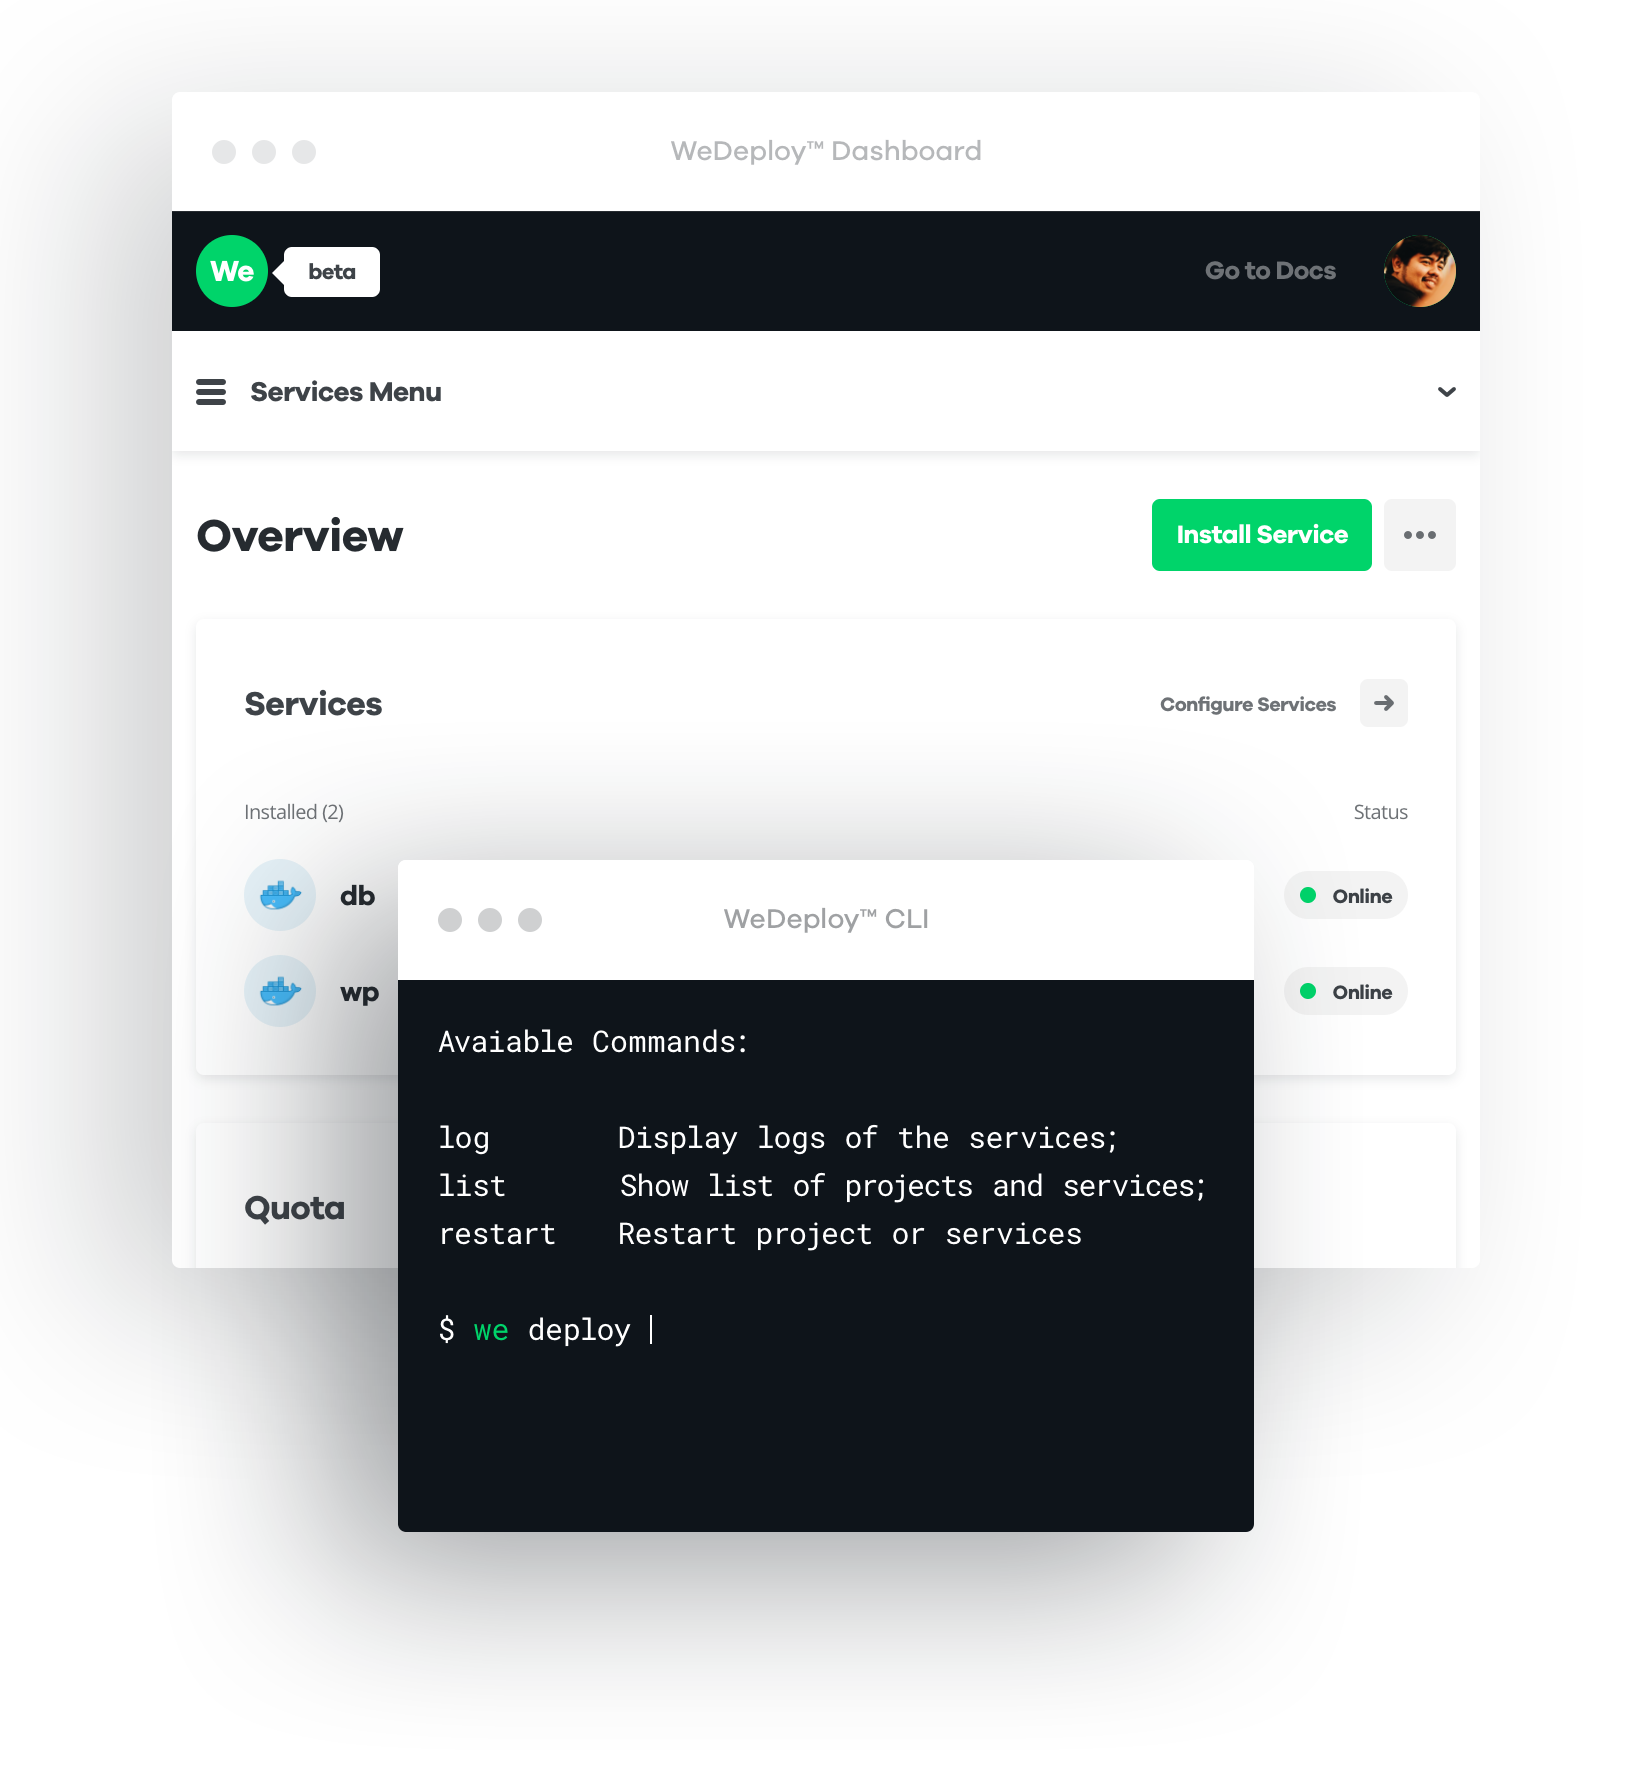 WeDeploy™ Dashboard
We beta Go to Docs
Services Menu
Overview Install Service
Services Configure Services
Installed (2) Status
db Online
wp Online
Quota
WeDeploy™ CLI
Avaiable Commands:
log Display logs of the services;
list Show list of projects and services;
restart Restart project or services
$ we deploy